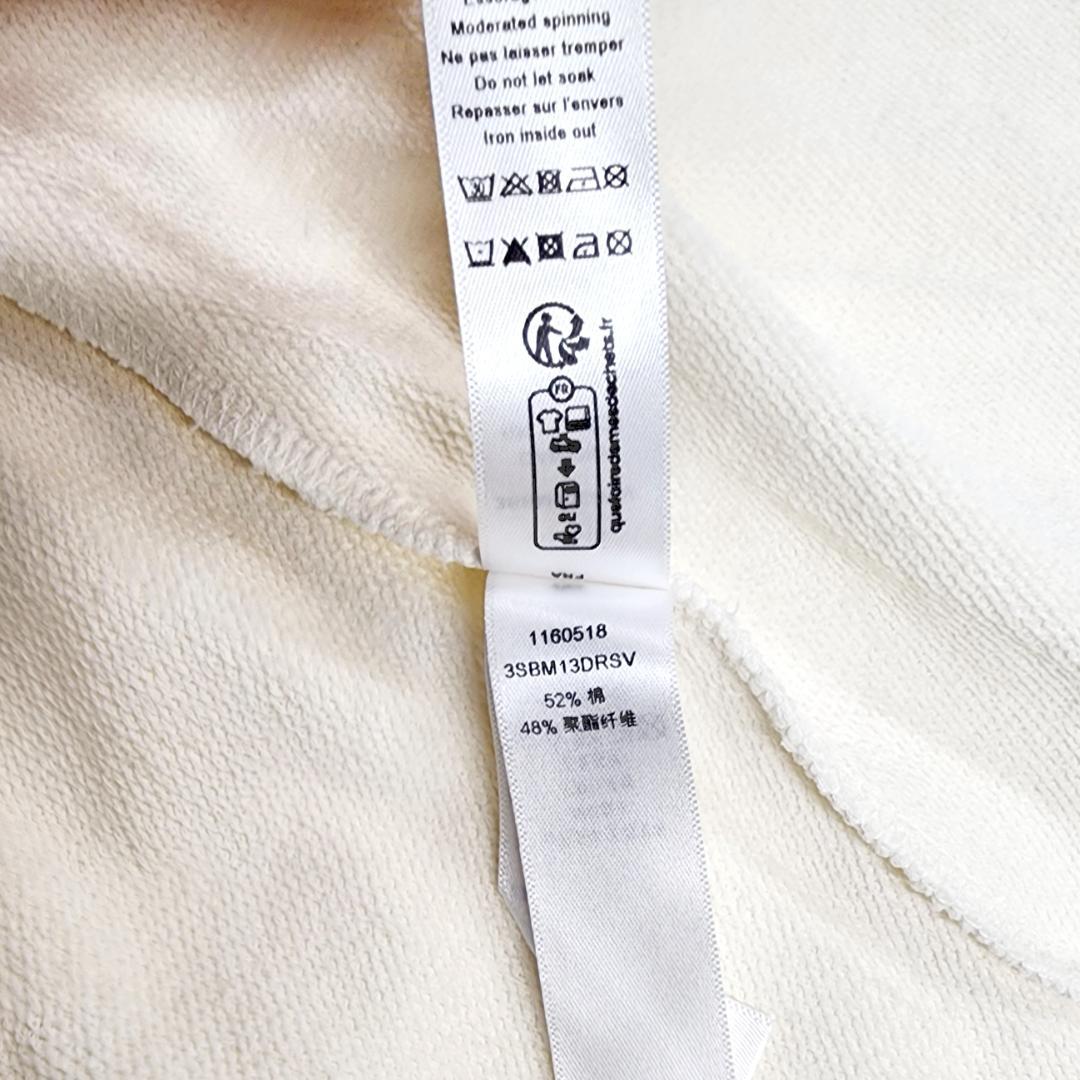 Moderated spinning
Ne pas laisser tremper
Do not let soak
Repasser sur l'envers
Iron inside out
FR
quefairedemesdechets.fr
1160518
3SBM13DRSV
52% 棉
48% 聚酯纤维